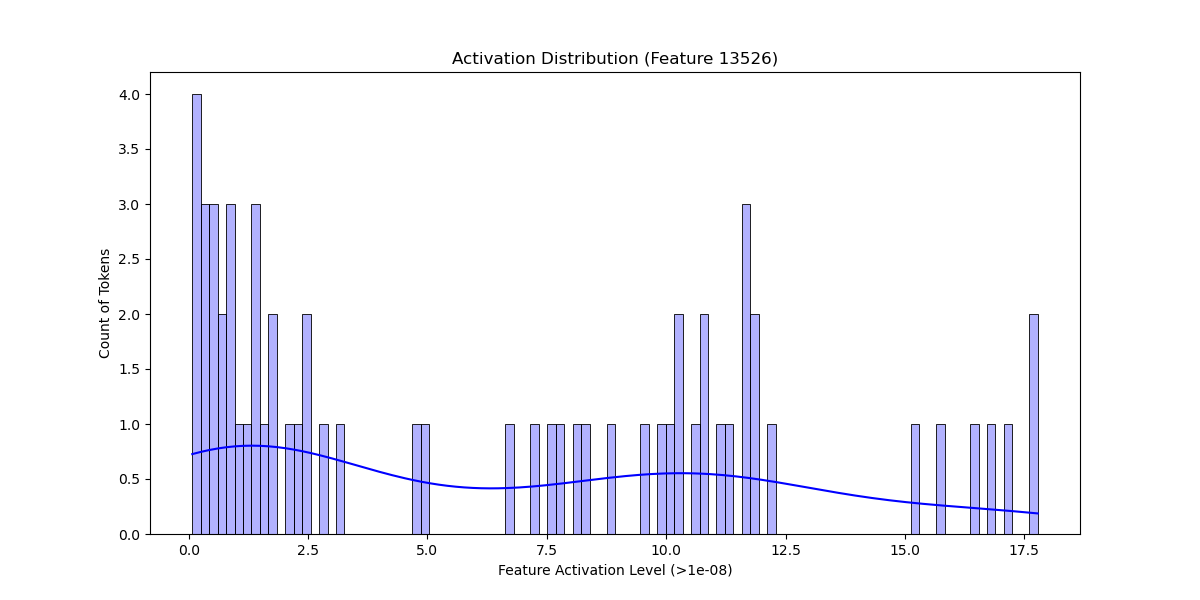 Activation Distribution (Feature 13526)
4.0
3.5
3.0
2.5
2.0
1.5
1.0
0.5
0.0
Count of Tokens
0.0 2.5 5.0 7.5 10.0 12.5 15.0 17.5
Feature Activation Level (>1e-08)